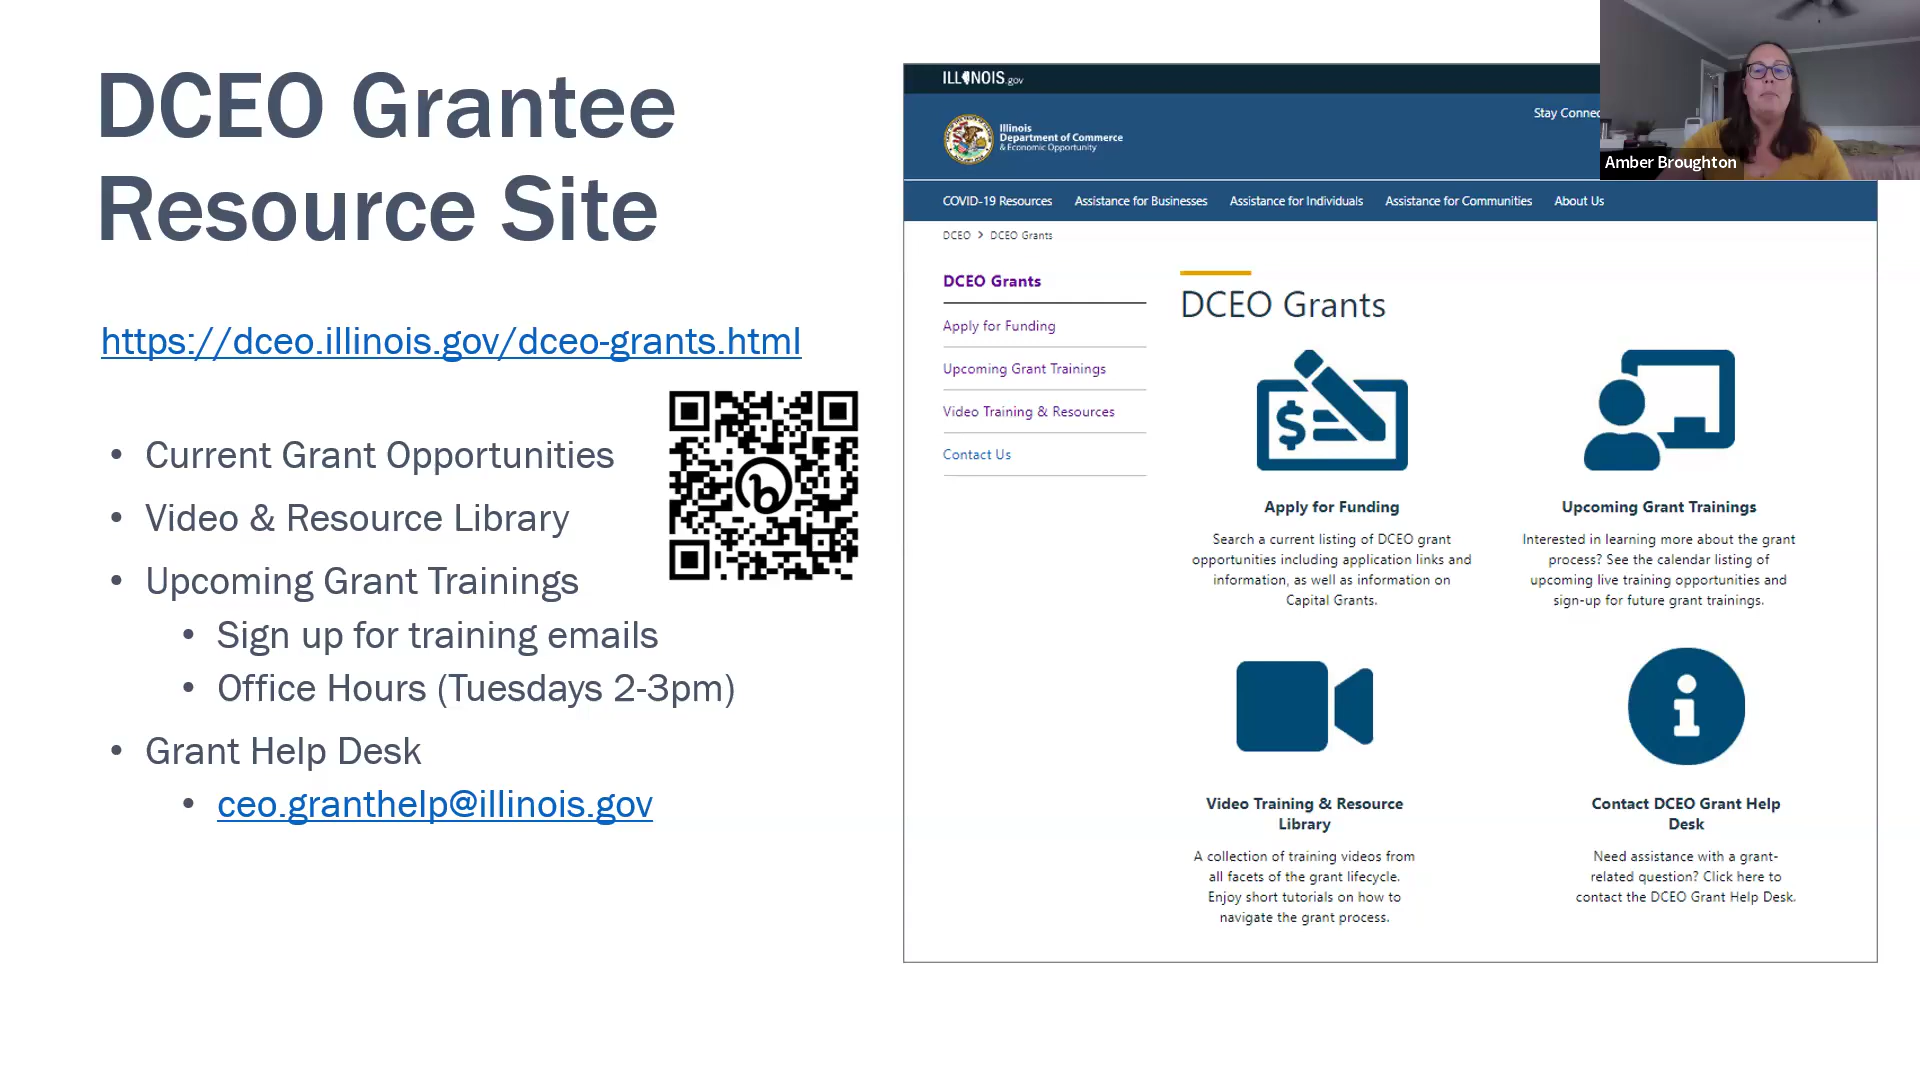 DCEO Grantee
Resource Site
https://dceo.illinois.gov/dceo-grants.html
• Current Grant Opportunities
• Video & Resource Library
• Upcoming Grant Trainings
• Sign up for training emails
• Office Hours (Tuesdays 2-3pm)
• Grant Help Desk
• ceo.granthelp@illinois.gov
b
ILLINOIS.gov
Illinois
Department of Commerce
& Economic Opportunity
Stay Connec
Amber Broughton
COVID-19 Resources Assistance for Businesses Assistance for Individuals Assistance for Communities About Us
DCEO > DCEO Grants
DCEO Grants
Apply for Funding
Upcoming Grant Trainings
Video Training & Resources
Contact Us
DCEO Grants
$
Apply for Funding
Search a current listing of DCEO grant
opportunities including application links and
information, as well as information on
Capital Grants.
Upcoming Grant Trainings
Interested in learning more about the grant
process? See the calendar listing of
upcoming live training opportunities and
sign-up for future grant trainings.
Video Training & Resource
Library
A collection of training videos from
all facets of the grant lifecycle.
Enjoy short tutorials on how to
navigate the grant process.
i
Contact DCEO Grant Help
Desk
Need assistance with a grant-
related question? Click here to
contact the DCEO Grant Help Desk.